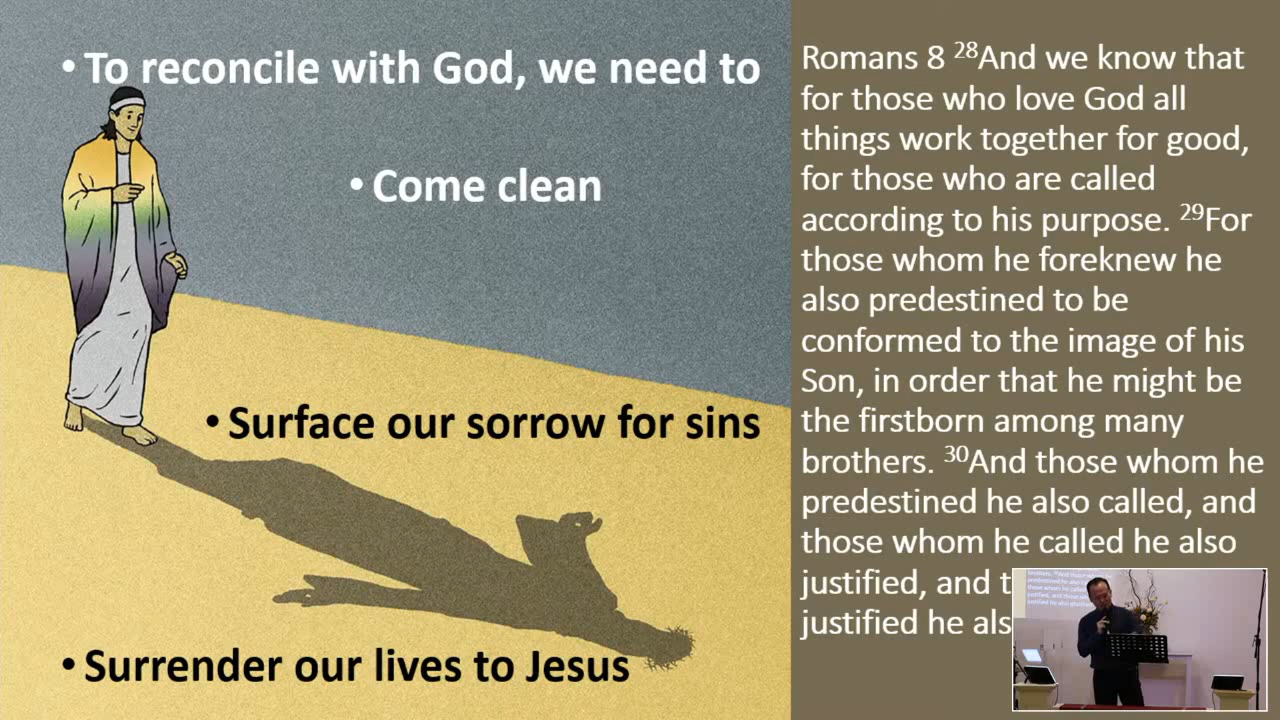 • To reconcile with God, we need to
• Come clean
• Surface our sorrow for sins
• Surrender our lives to Jesus
Romans 8 ²⁸And we know that
for those who love God all
things work together for good,
for those who are called
according to his purpose. ²⁹For
those whom he foreknew he
also predestined to be
conformed to the image of his
Son, in order that he might be
the firstborn among many
brothers. ³⁰And those whom he
predestined he also called, and
those whom he called he also
justified, and
justified he